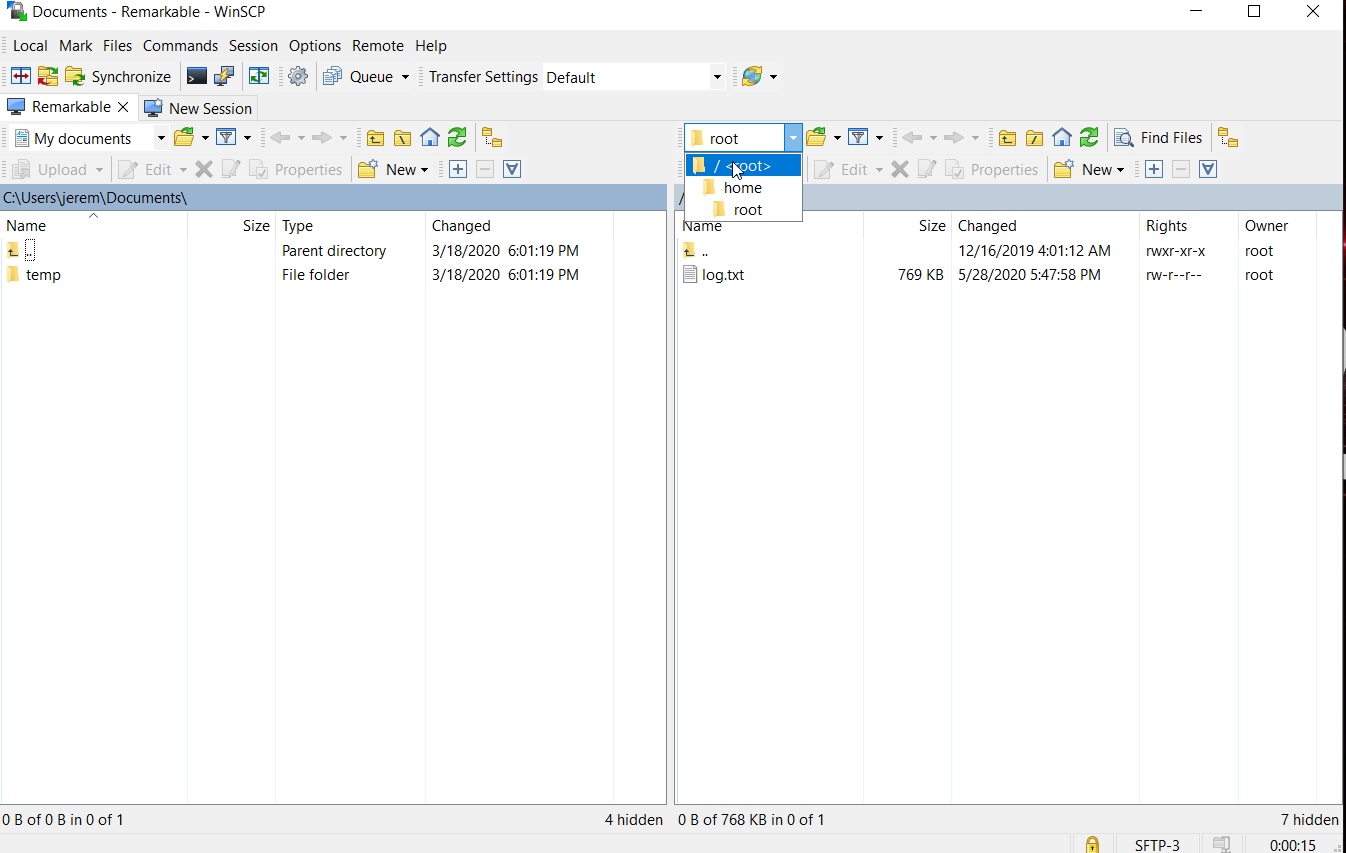 Documents - Remarkable - WinSCP
Local Mark Files Commands Session Options Remote Help
Synchronize Queue Transfer Settings Default
Remarkable New Session
My documents
Upload Edit Properties New
C:\Users\jerem\Documents\
Name Size Type Changed
.. Parent directory 3/18/2020 6:01:19 PM
temp File folder 3/18/2020 6:01:19 PM
0 B of 0 B in 0 of 1 4 hidden
root Find Files
/ <root>
home
root
Edit Properties New
/
Name Size Changed Rights Owner
.. 12/16/2019 4:01:12 AM rwxr-xr-x root
log.txt 769 KB 5/28/2020 5:47:58 PM rw-r--r-- root
0 B of 768 KB in 0 of 1 7 hidden
SFTP-3 0:00:15